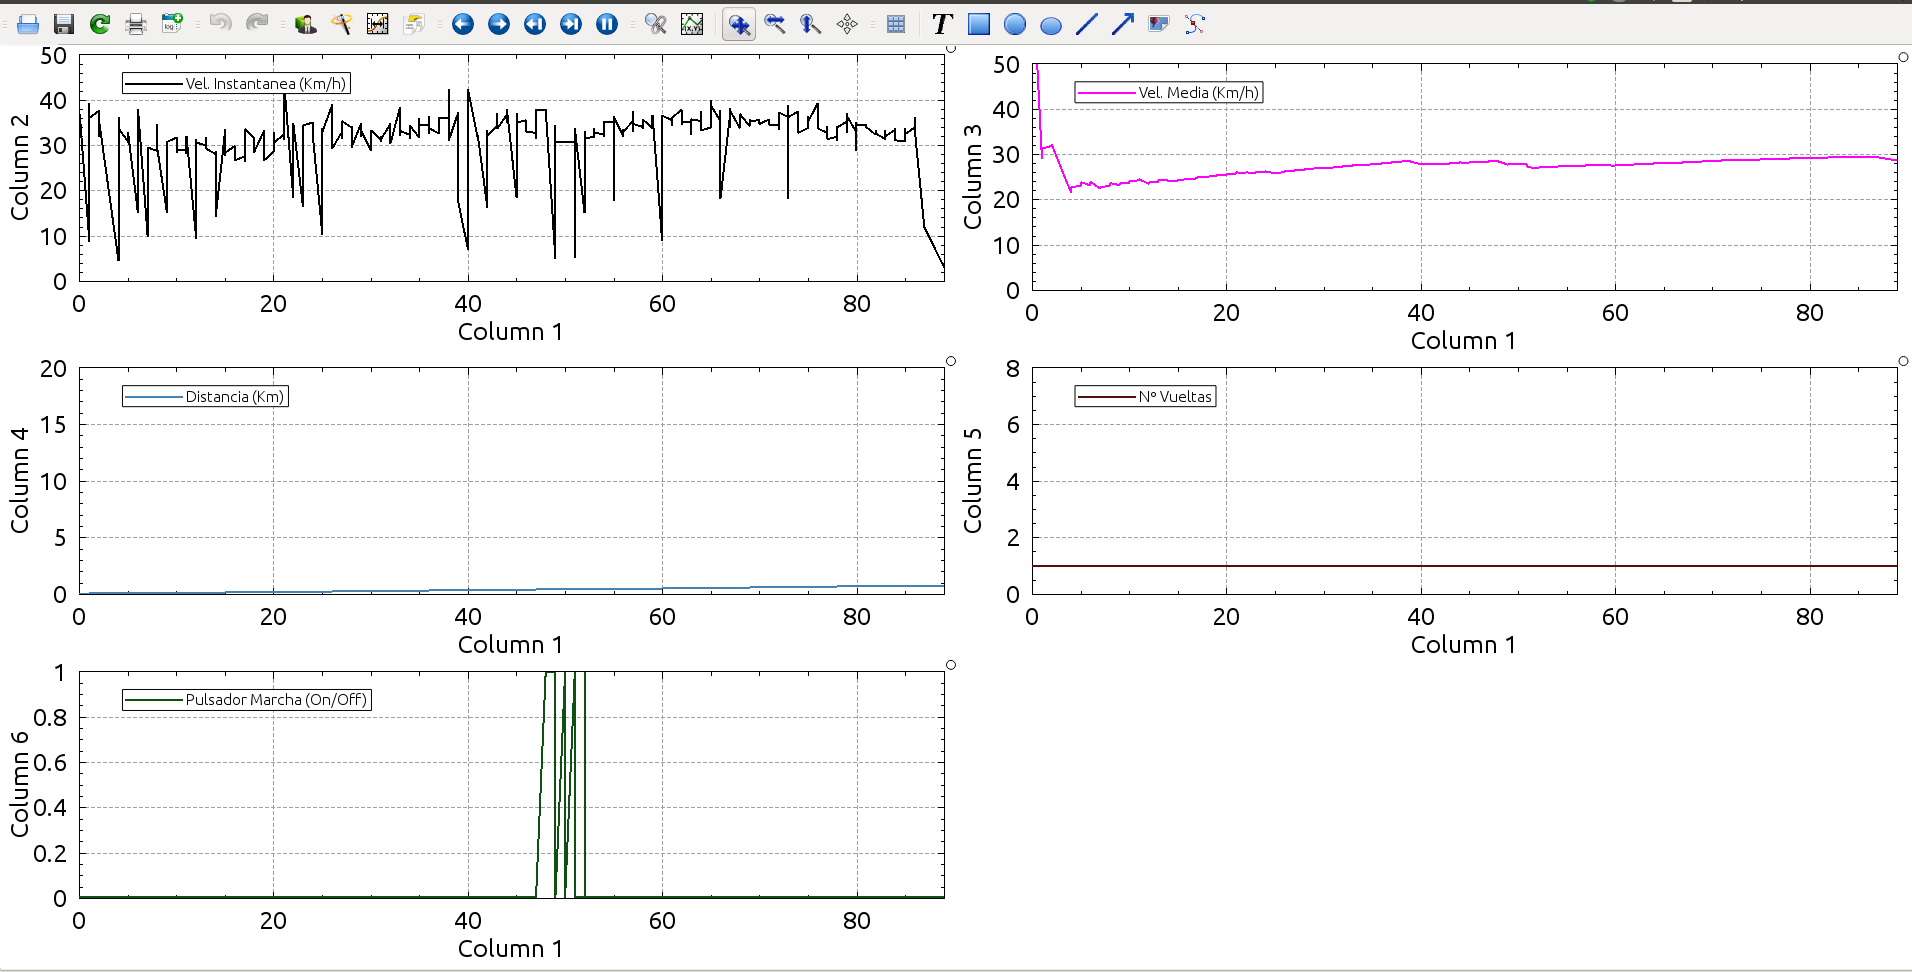 T
50
40
30
20
10
0
Column 2
Vel. Instantanea (Km/h)
0 20 40 60 80
Column 1
50
40
30
20
10
0
Column 3
Vel. Media (Km/h)
0 20 40 60 80
Column 1
20
15
10
5
0
Column 4
Distancia (Km)
0 20 40 60 80
Column 1
8
6
4
2
0
Column 5
Nº Vueltas
0 20 40 60 80
Column 1
1
0.8
0.6
0.4
0.2
0
Column 6
Pulsador Marcha (On/Off)
0 20 40 60 80
Column 1